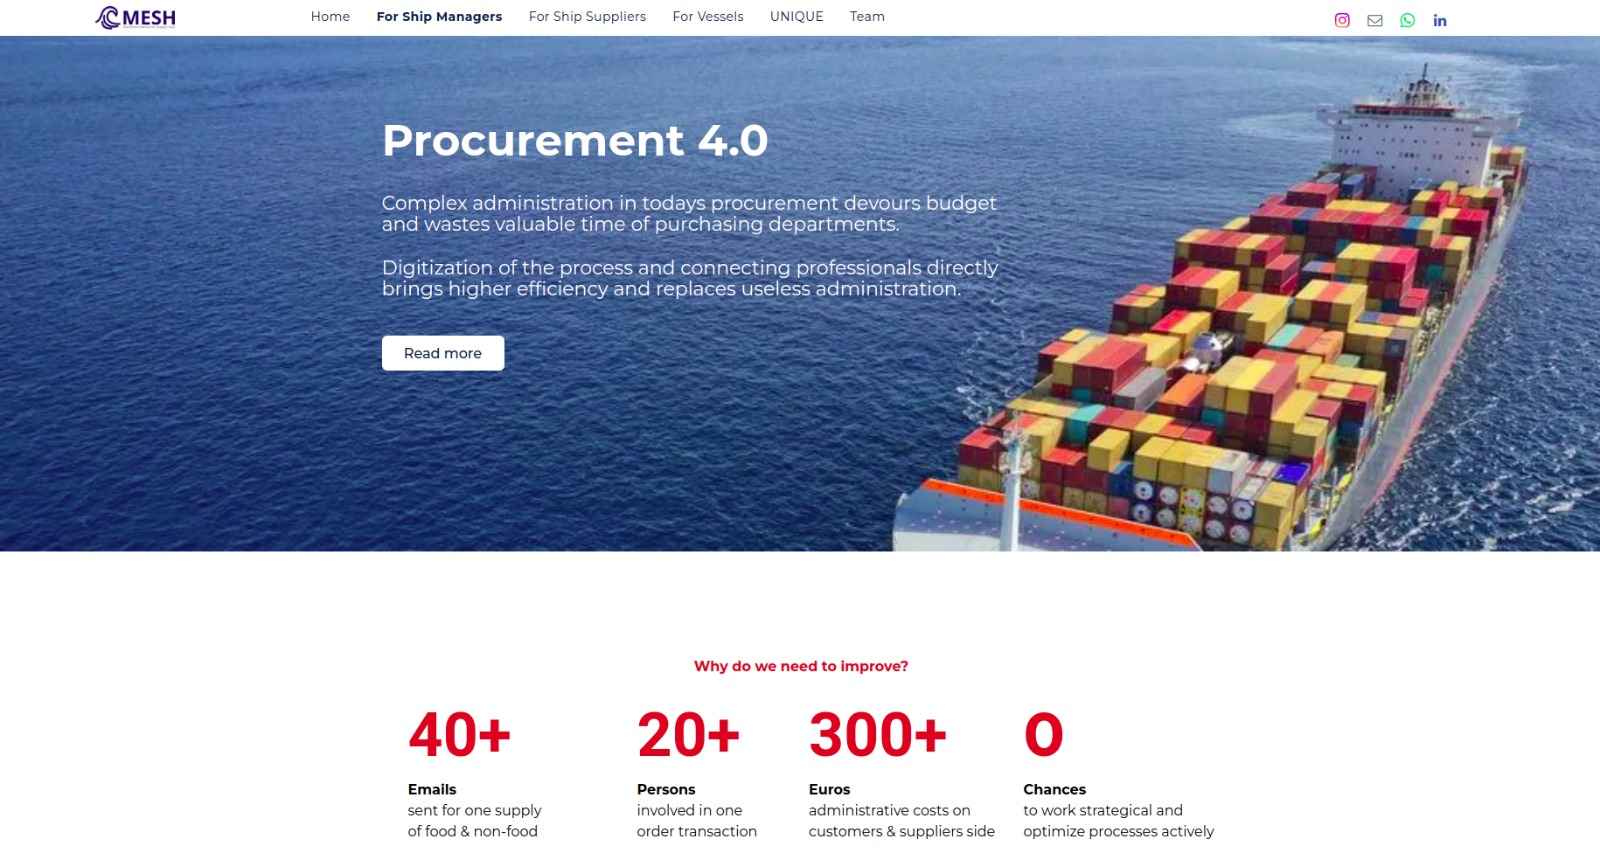 MESH
Home
For Ship Managers
For Ship Suppliers
For Vessels
UNIQUE
Team
Procurement 4.0
Complex administration in todays procurement devours budget
and wastes valuable time of purchasing departments.
Digitization of the process and connecting professionals directly
brings higher efficiency and replaces useless administration.
Read more
Why do we need to improve?
40+
Emails
sent for one supply
of food & non-food
20+
Persons
involved in one
order transaction
300+
Euros
administrative costs on
customers & suppliers side
0
Chances
to work strategical and
optimize processes actively